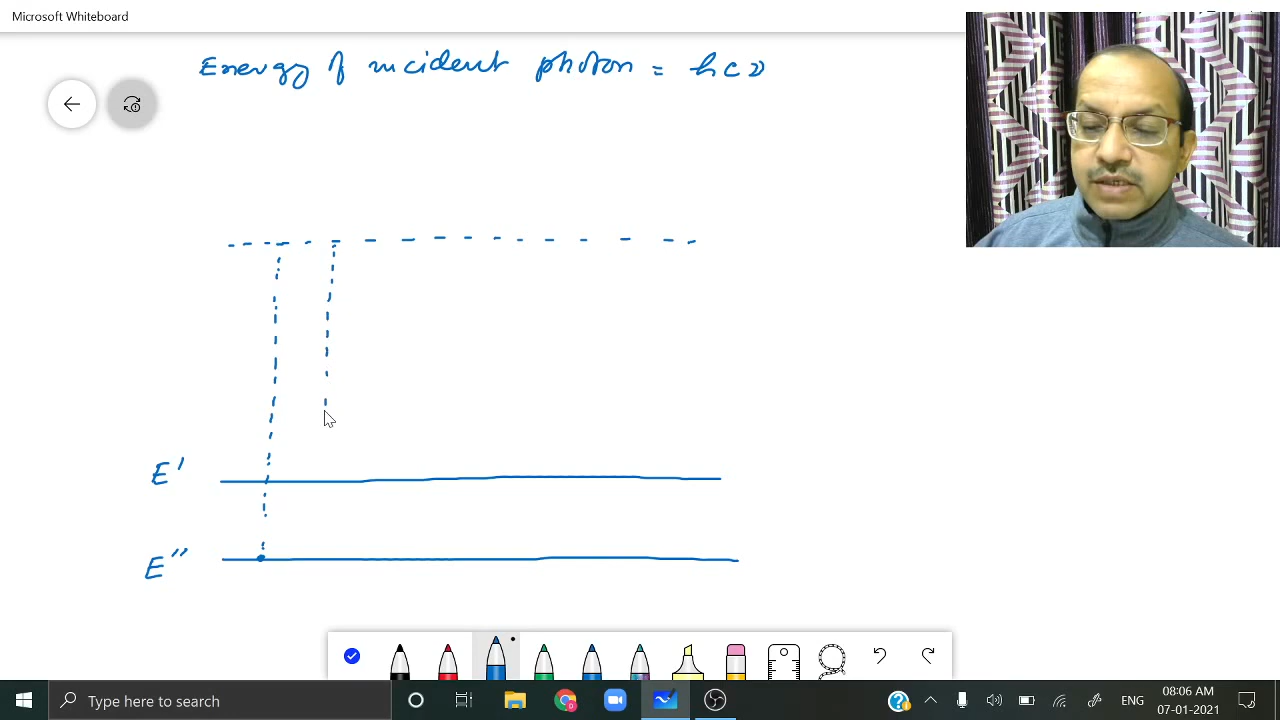 Microsoft Whiteboard
Energy of incident photon = hcν
E'
E''
Type here to search
ENG
08:06 AM
07-01-2021